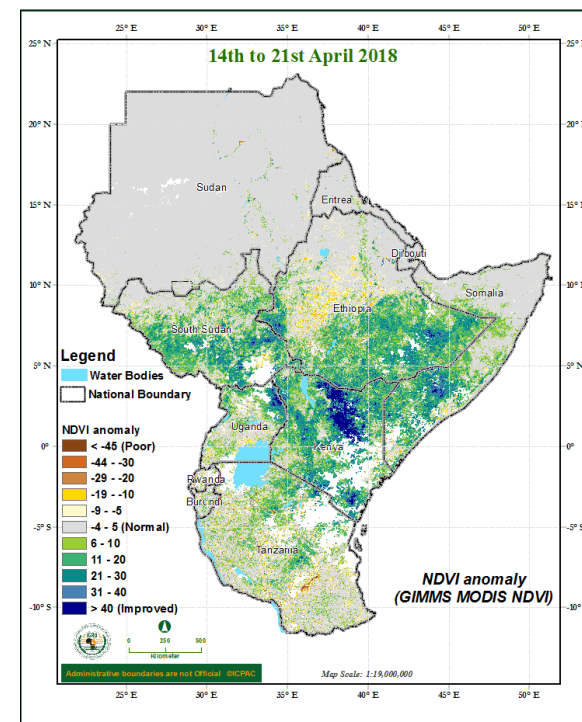 14th to 21st April 2018
25° E 30° E 35° E 40° E 45° E 50° E
25° N 25° N
20° N 20° N
15° N 15° N
10° N 10° N
5° N 5° N
0° 0°
-5° S -5° S
-10° S -10° S
Sudan
Eritrea
Djibouti
Somalia
Ethiopia
South Sudan
Uganda
Kenya
Rwanda
Burundi
Tanzania
Legend
Water Bodies
National Boundary
NDVI anomaly
< -45 (Poor)
-44 - -30
-29 - -20
-19 - -10
-9 - -5
-4 - 5 (Normal)
6 - 10
11 - 20
21 - 30
31 - 40
> 40 (Improved)
NDVI anomaly
(GIMMS MODIS NDVI)
0 250 500
Kilometer
Administrative boundaries are not Official ©ICPAC
Map Scale: 1:19,000,000
25° E 30° E 35° E 40° E 45° E 50° E